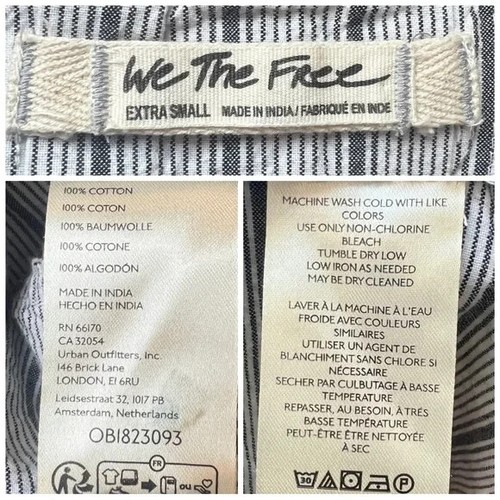 We The Free
EXTRA SMALL MADE IN INDIA / FABRIQUÉ EN INDE
100% COTTON
100% COTON
100% BAUMWOLLE
100% COTONE
100% ALGODÓN
MADE IN INDIA
HECHO EN INDIA
RN 66170
CA 32054
Urban Outfitters, Inc.
146 Brick Lane
LONDON, E1 6RU
Leidsestraat 32, 1017 PB
Amsterdam, Netherlands
OB1823093
FR
ou
MACHINE WASH COLD WITH LIKE
COLORS
USE ONLY NON-CHLORINE
BLEACH
TUMBLE DRY LOW
LOW IRON AS NEEDED
MAY BE DRY CLEANED
LAVER À LA MACHINE À L'EAU
FROIDE AVEC COULEURS
SIMILAIRES
UTILISER UN AGENT DE
BLANCHIMENT SANS CHLORE SI
NÉCESSAIRE
SECHER PAR CULBUTAGE À BASSE
TEMPERATURE
REPASSER, AU BESOIN, À TRÉS
BASSE TEMPÉRATURE
PEUT-ÊTRE ÊTRE NETTOYÉE
À SEC
30